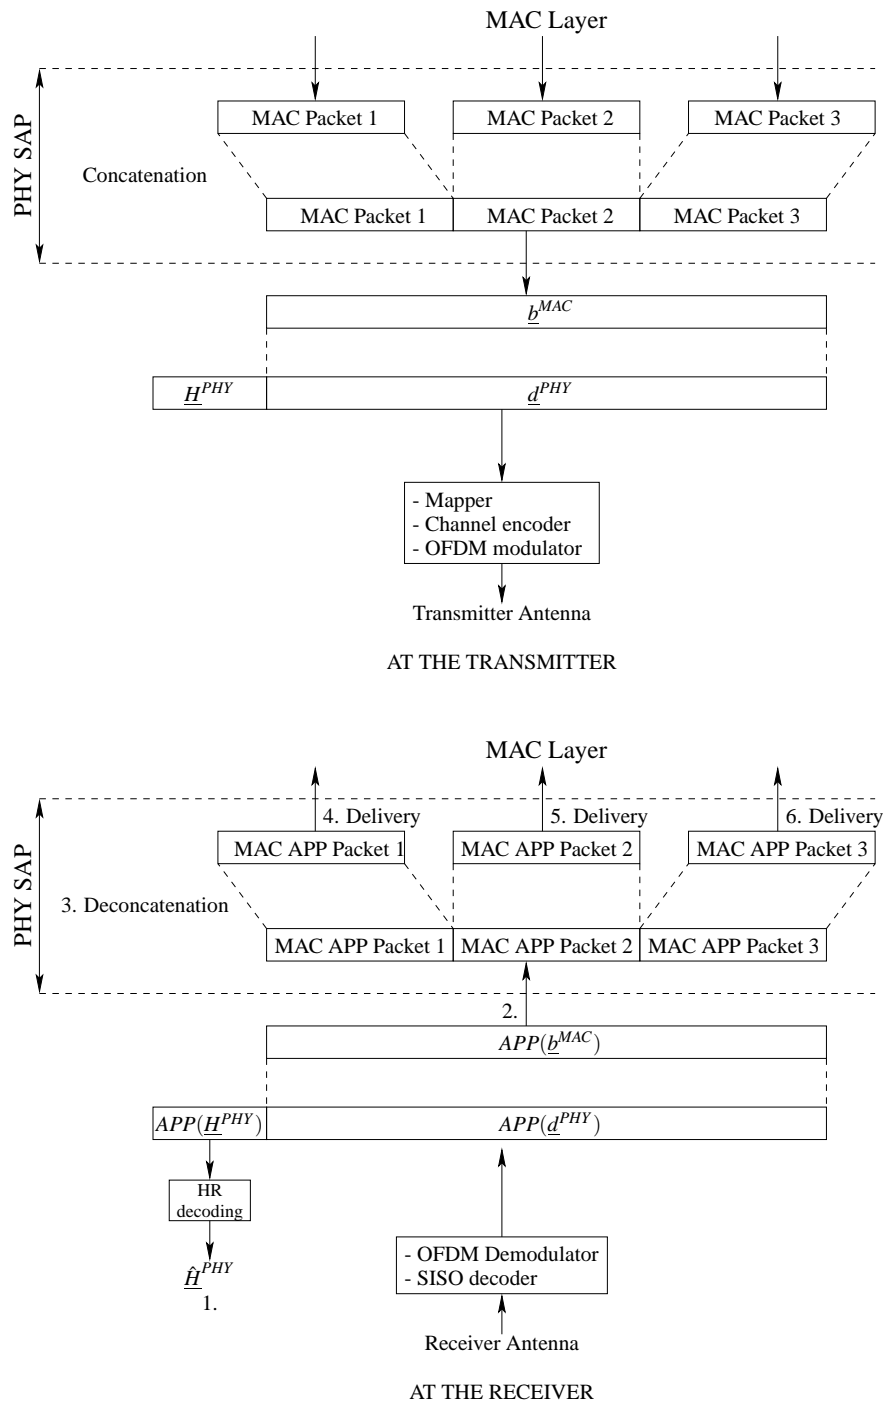 MAC Layer
PHY SAP
MAC Packet 1
MAC Packet 2
MAC Packet 3
Concatenation
MAC Packet 1
MAC Packet 2
MAC Packet 3
b^MAC
H^PHY
d^PHY
- Mapper
- Channel encoder
- OFDM modulator
Transmitter Antenna
AT THE TRANSMITTER
MAC Layer
PHY SAP
4. Delivery
5. Delivery
6. Delivery
MAC APP Packet 1
MAC APP Packet 2
MAC APP Packet 3
3. Deconcatenation
MAC APP Packet 1
MAC APP Packet 2
MAC APP Packet 3
2.
APP(b^MAC)
APP(H^PHY)
APP(d^PHY)
HR
decoding
Ĥ^PHY
1.
- OFDM Demodulator
- SISO decoder
Receiver Antenna
AT THE RECEIVER